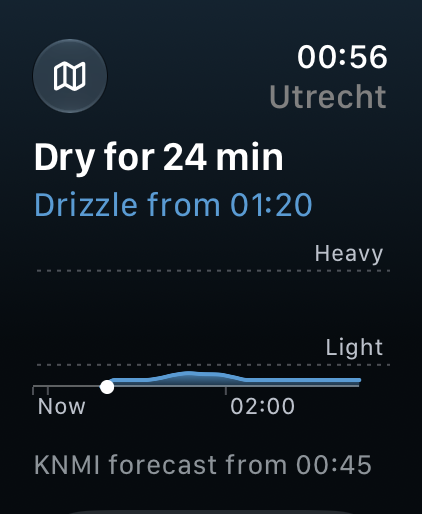 00:56
Utrecht
Dry for 24 min
Drizzle from 01:20
Heavy
Light
Now 02:00
KNMI forecast from 00:45